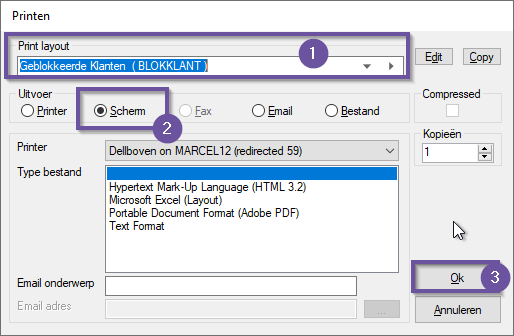 Printen
Print layout
1
Geblokkeerde Klanten ( BLOKKLANT )
Edit
Copy
Uitvoer
Printer
Scherm
Fax
Email
Bestand
2
Compressed
Kopieën
1
Printer
Dellboven on MARCEL12 (redirected 59)
Type bestand
Hypertext Mark-Up Language (HTML 3.2)
Microsoft Excel (Layout)
Portable Document Format (Adobe PDF)
Text Format
Email onderwerp
Email adres
...
Ok
3
Annuleren